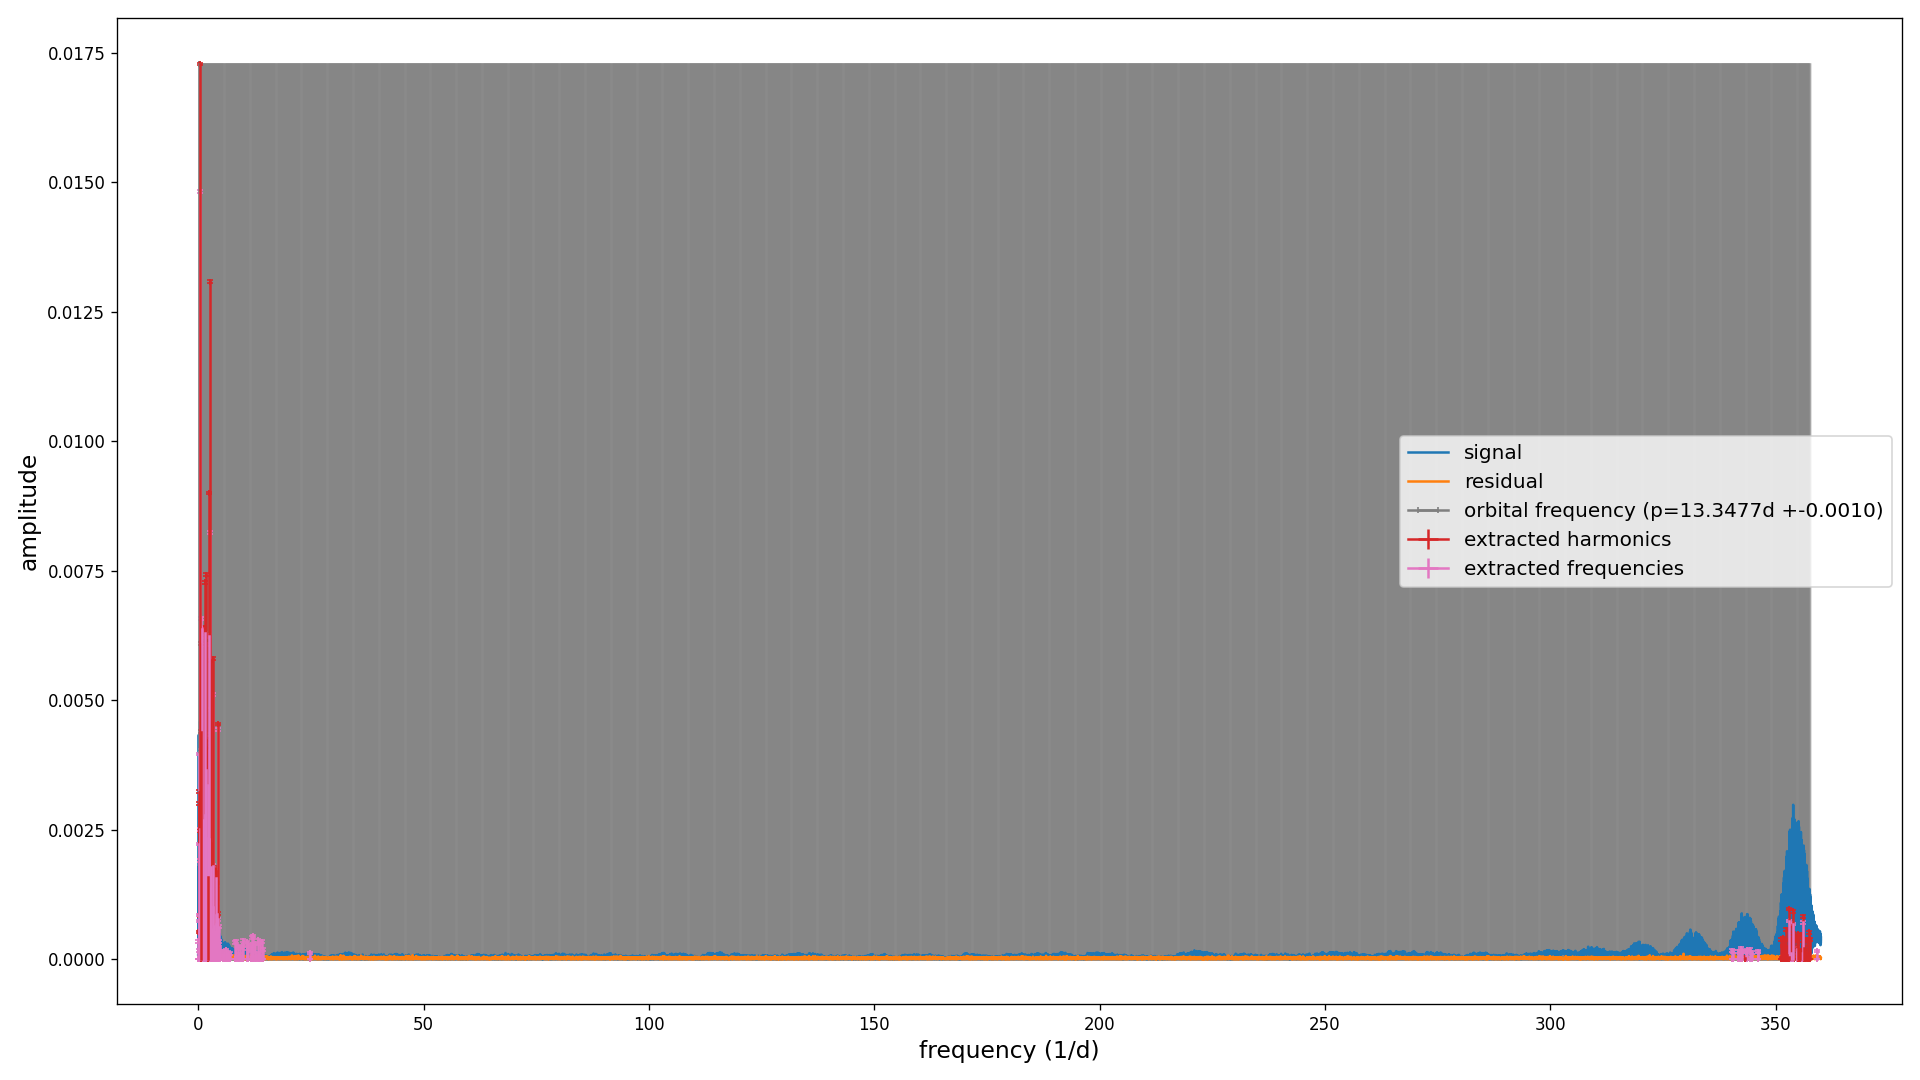 0.0175
0.0150
0.0125
0.0100
0.0075
0.0050
0.0025
0.0000
amplitude
signal
residual
orbital frequency (p=13.3477d +-0.0010)
extracted harmonics
extracted frequencies
0 50 100 150 200 250 300 350
frequency (1/d)